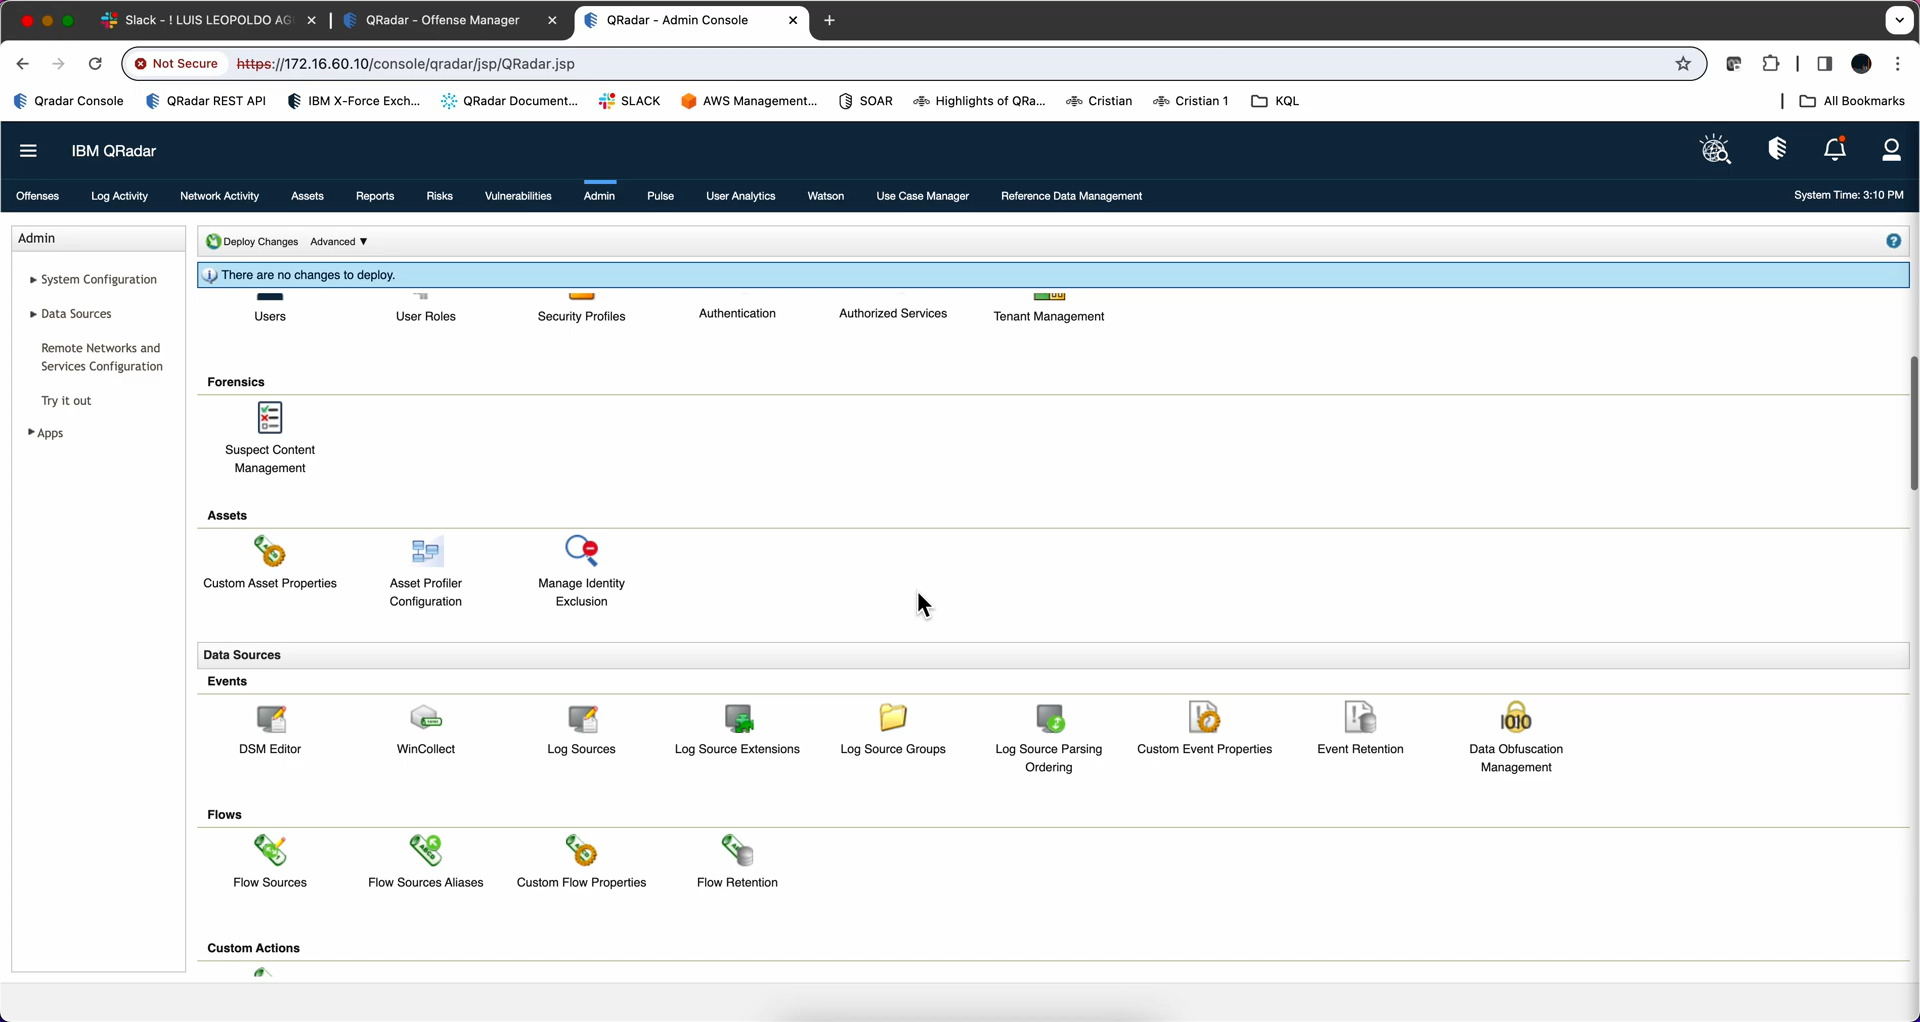 Slack - ! LUIS LEOPOLDO AG
QRadar - Offense Manager
QRadar - Admin Console
Not Secure
https://172.16.60.10/console/qradar/jsp/QRadar.jsp
Qradar Console
QRadar REST API
IBM X-Force Exch...
QRadar Document...
SLACK
AWS Management...
SOAR
Highlights of QRa...
Cristian
Cristian 1
KQL
All Bookmarks
IBM QRadar
Offenses
Log Activity
Network Activity
Assets
Reports
Risks
Vulnerabilities
Admin
Pulse
User Analytics
Watson
Use Case Manager
Reference Data Management
System Time: 3:10 PM
Admin
System Configuration
Data Sources
Remote Networks and
Services Configuration
Try it out
Apps
Deploy Changes
Advanced ▼
There are no changes to deploy.
Users
User Roles
Security Profiles
Authentication
Authorized Services
Tenant Management
Forensics
Suspect Content
Management
Assets
Custom Asset Properties
Asset Profiler
Configuration
Manage Identity
Exclusion
Data Sources
Events
DSM Editor
WinCollect
Log Sources
Log Source Extensions
Log Source Groups
Log Source Parsing
Ordering
Custom Event Properties
Event Retention
1010
Data Obfuscation
Management
Flows
Flow Sources
Flow Sources Aliases
Custom Flow Properties
Flow Retention
Custom Actions